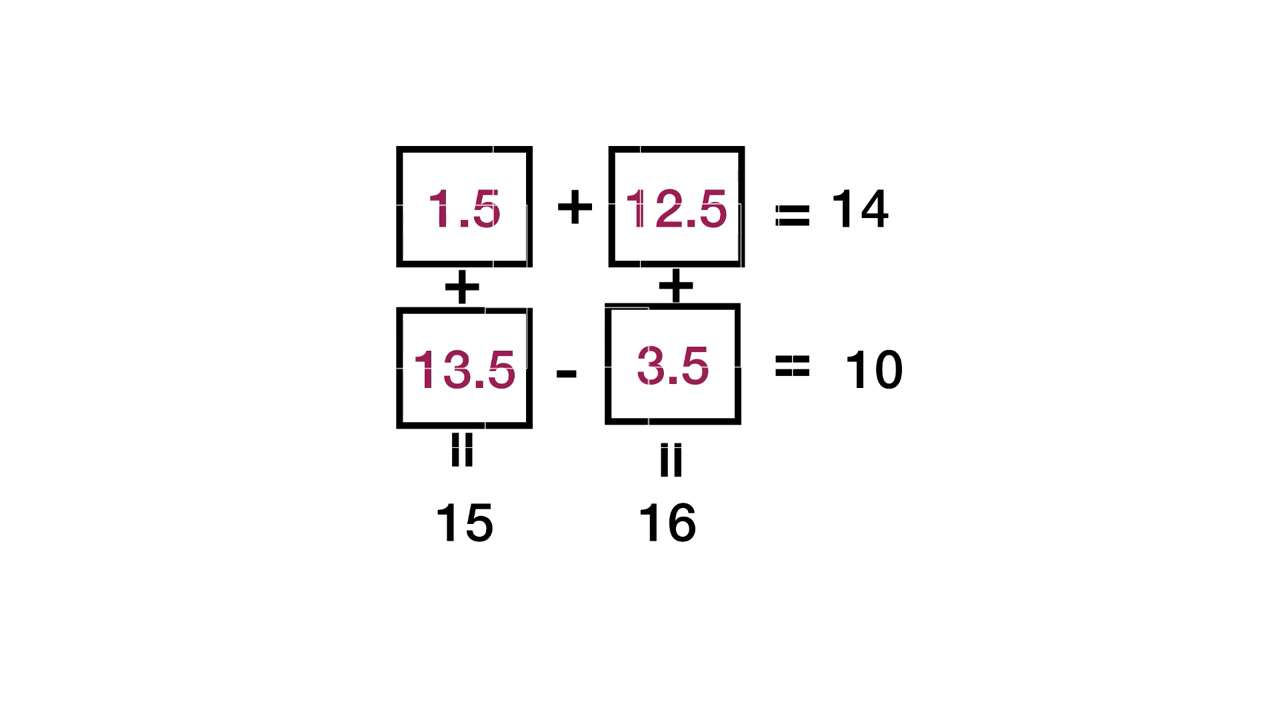 1.5 + 12.5 = 14
+ +
13.5 - 3.5 = 10
= =
15 16